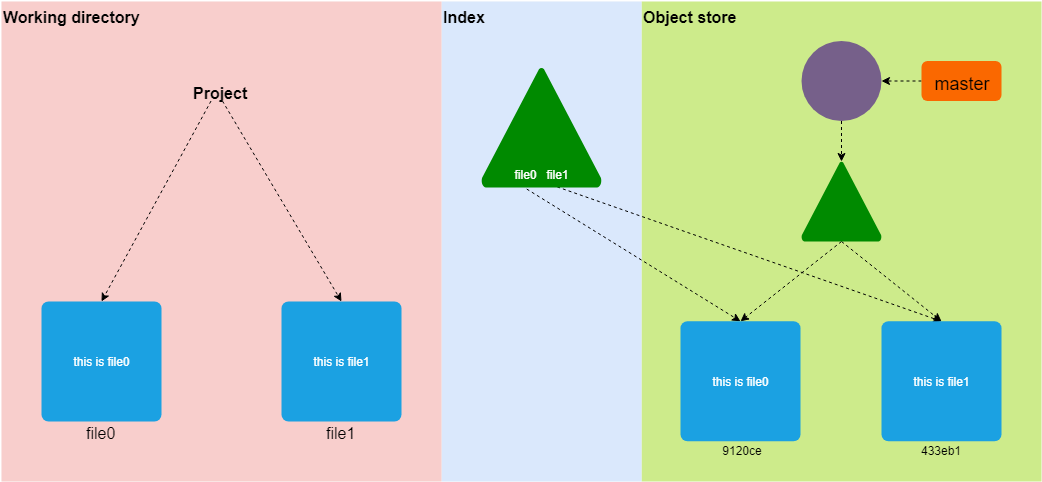 Working directory
Index
Object store
Project
master
file0 file1
this is file0
this is file1
this is file0
this is file1
file0
file1
9120ce
433eb1